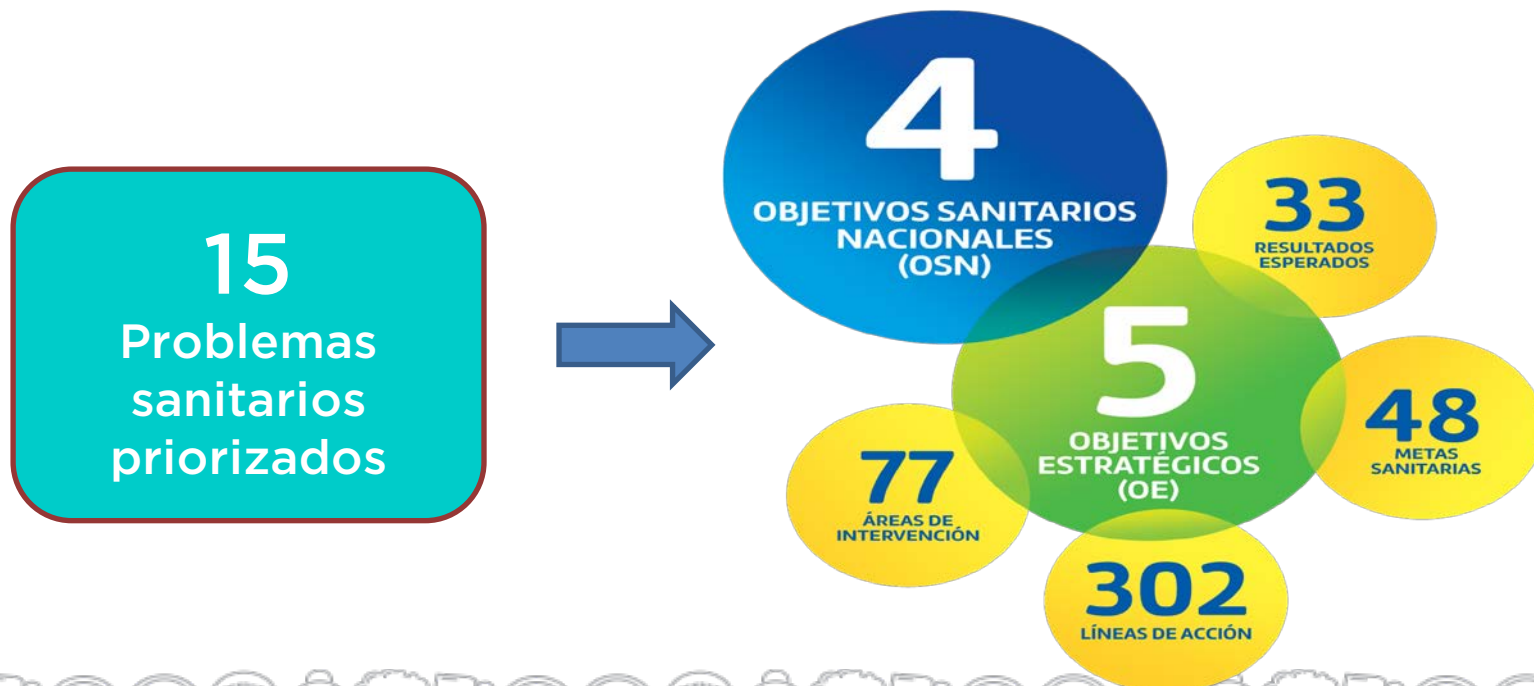 15
Problemas
sanitarios
priorizados
4
OBJETIVOS SANITARIOS
NACIONALES
(OSN)
33
RESULTADOS
ESPERADOS
5
OBJETIVOS
ESTRATÉGICOS
(OE)
48
METAS
SANITARIAS
77
ÁREAS DE
INTERVENCIÓN
302
LÍNEAS DE ACCIÓN